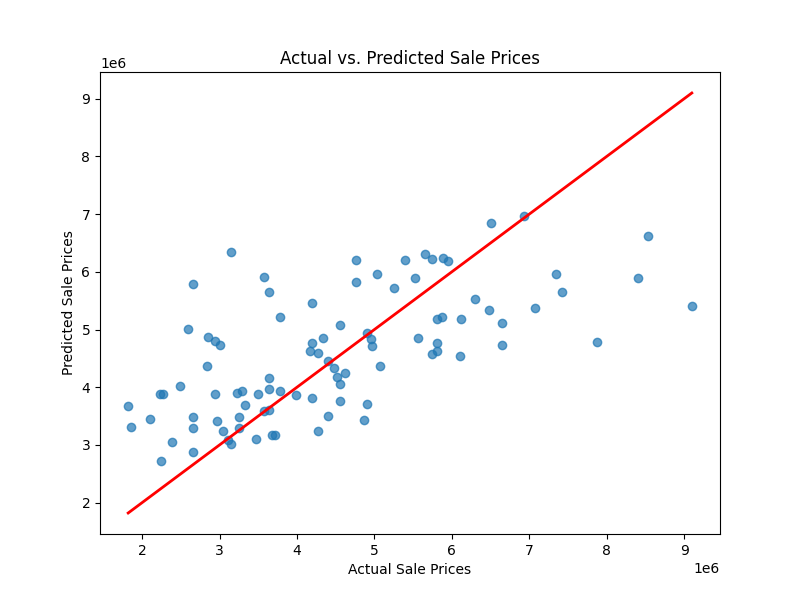 Actual vs. Predicted Sale Prices
1e6
9
8
7
6
5
4
3
2
Predicted Sale Prices
2 3 4 5 6 7 8 9
Actual Sale Prices
1e6